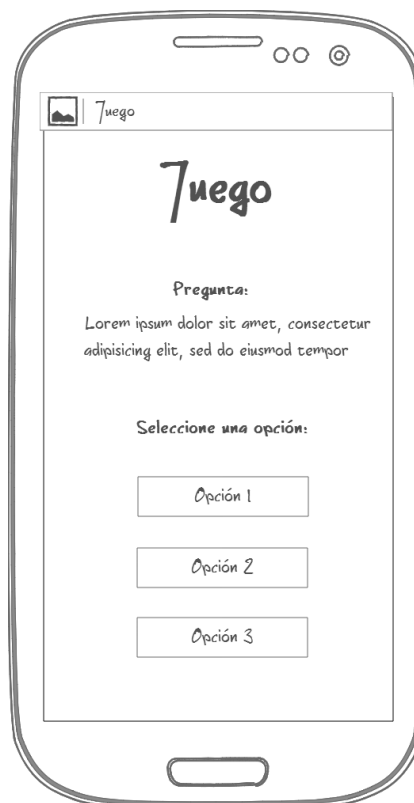 Juego
Juego
Pregunta:
Lorem ipsum dolor sit amet, consectetur
adipisicing elit, sed do eiusmod tempor
Seleccione una opción:
Opción 1
Opción 2
Opción 3